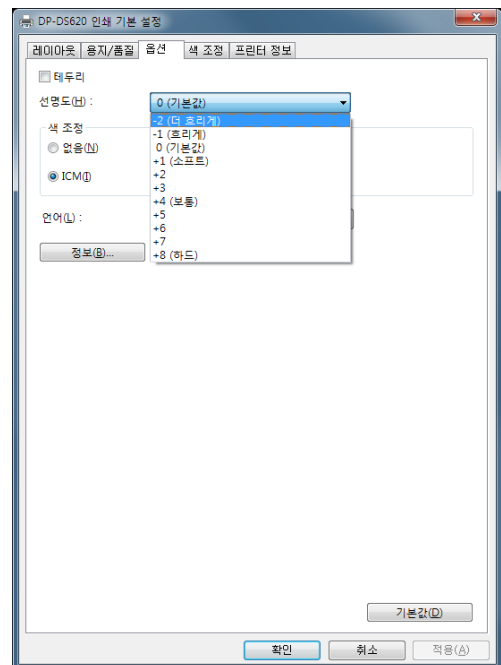 DP-DS620 인쇄 기본 설정
레이아웃 용지/품질 옵션 색 조정 프린터 정보
테두리
선명도(H) : 0 (기본값)
-2 (더 흐리게)
-1 (흐리게)
0 (기본값)
+1 (소프트)
+2
+3
+4 (보통)
+5
+6
+7
+8 (하드)
색 조정
없음(N)
ICM(I)
언어(L) :
정보(B)...
기본값(D)
확인 취소 적용(A)